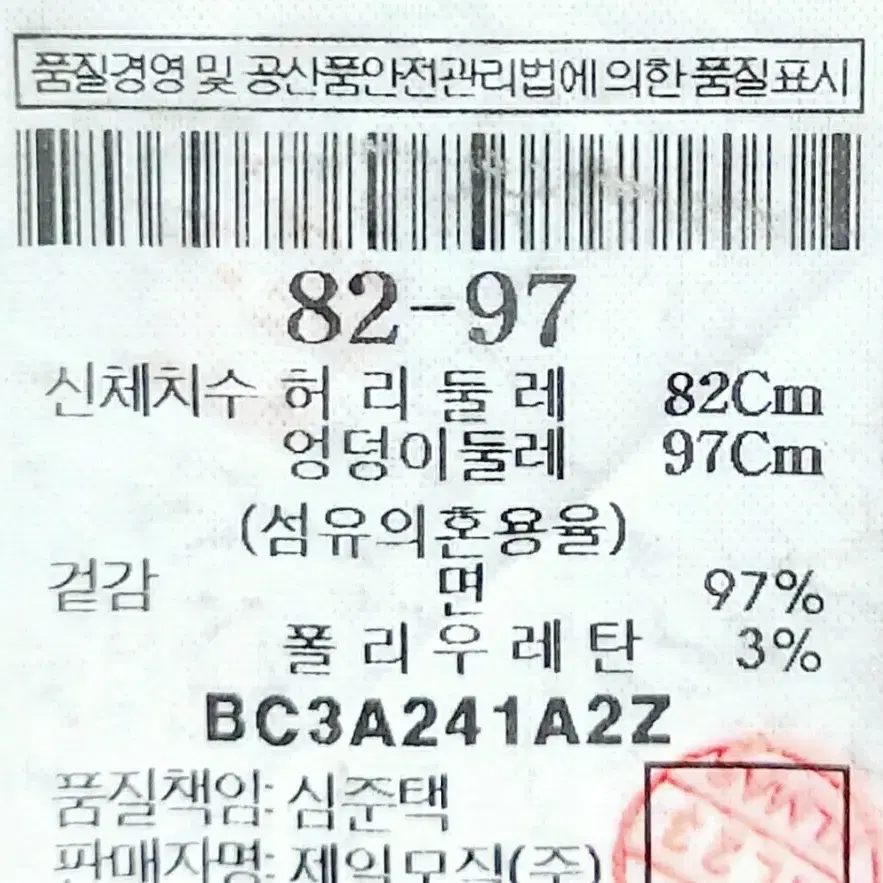 품질경영 및 공산품안전관리법에 의한 품질표시
82-97
신체치수 허 리 둘 레 82Cm
엉덩이둘레 97Cm
(섬유의혼용율)
겉감 면 97%
폴 리 우 레 탄 3%
BC3A241A2Z
품질책임: 심준택
판매자명: 제일모직(주)